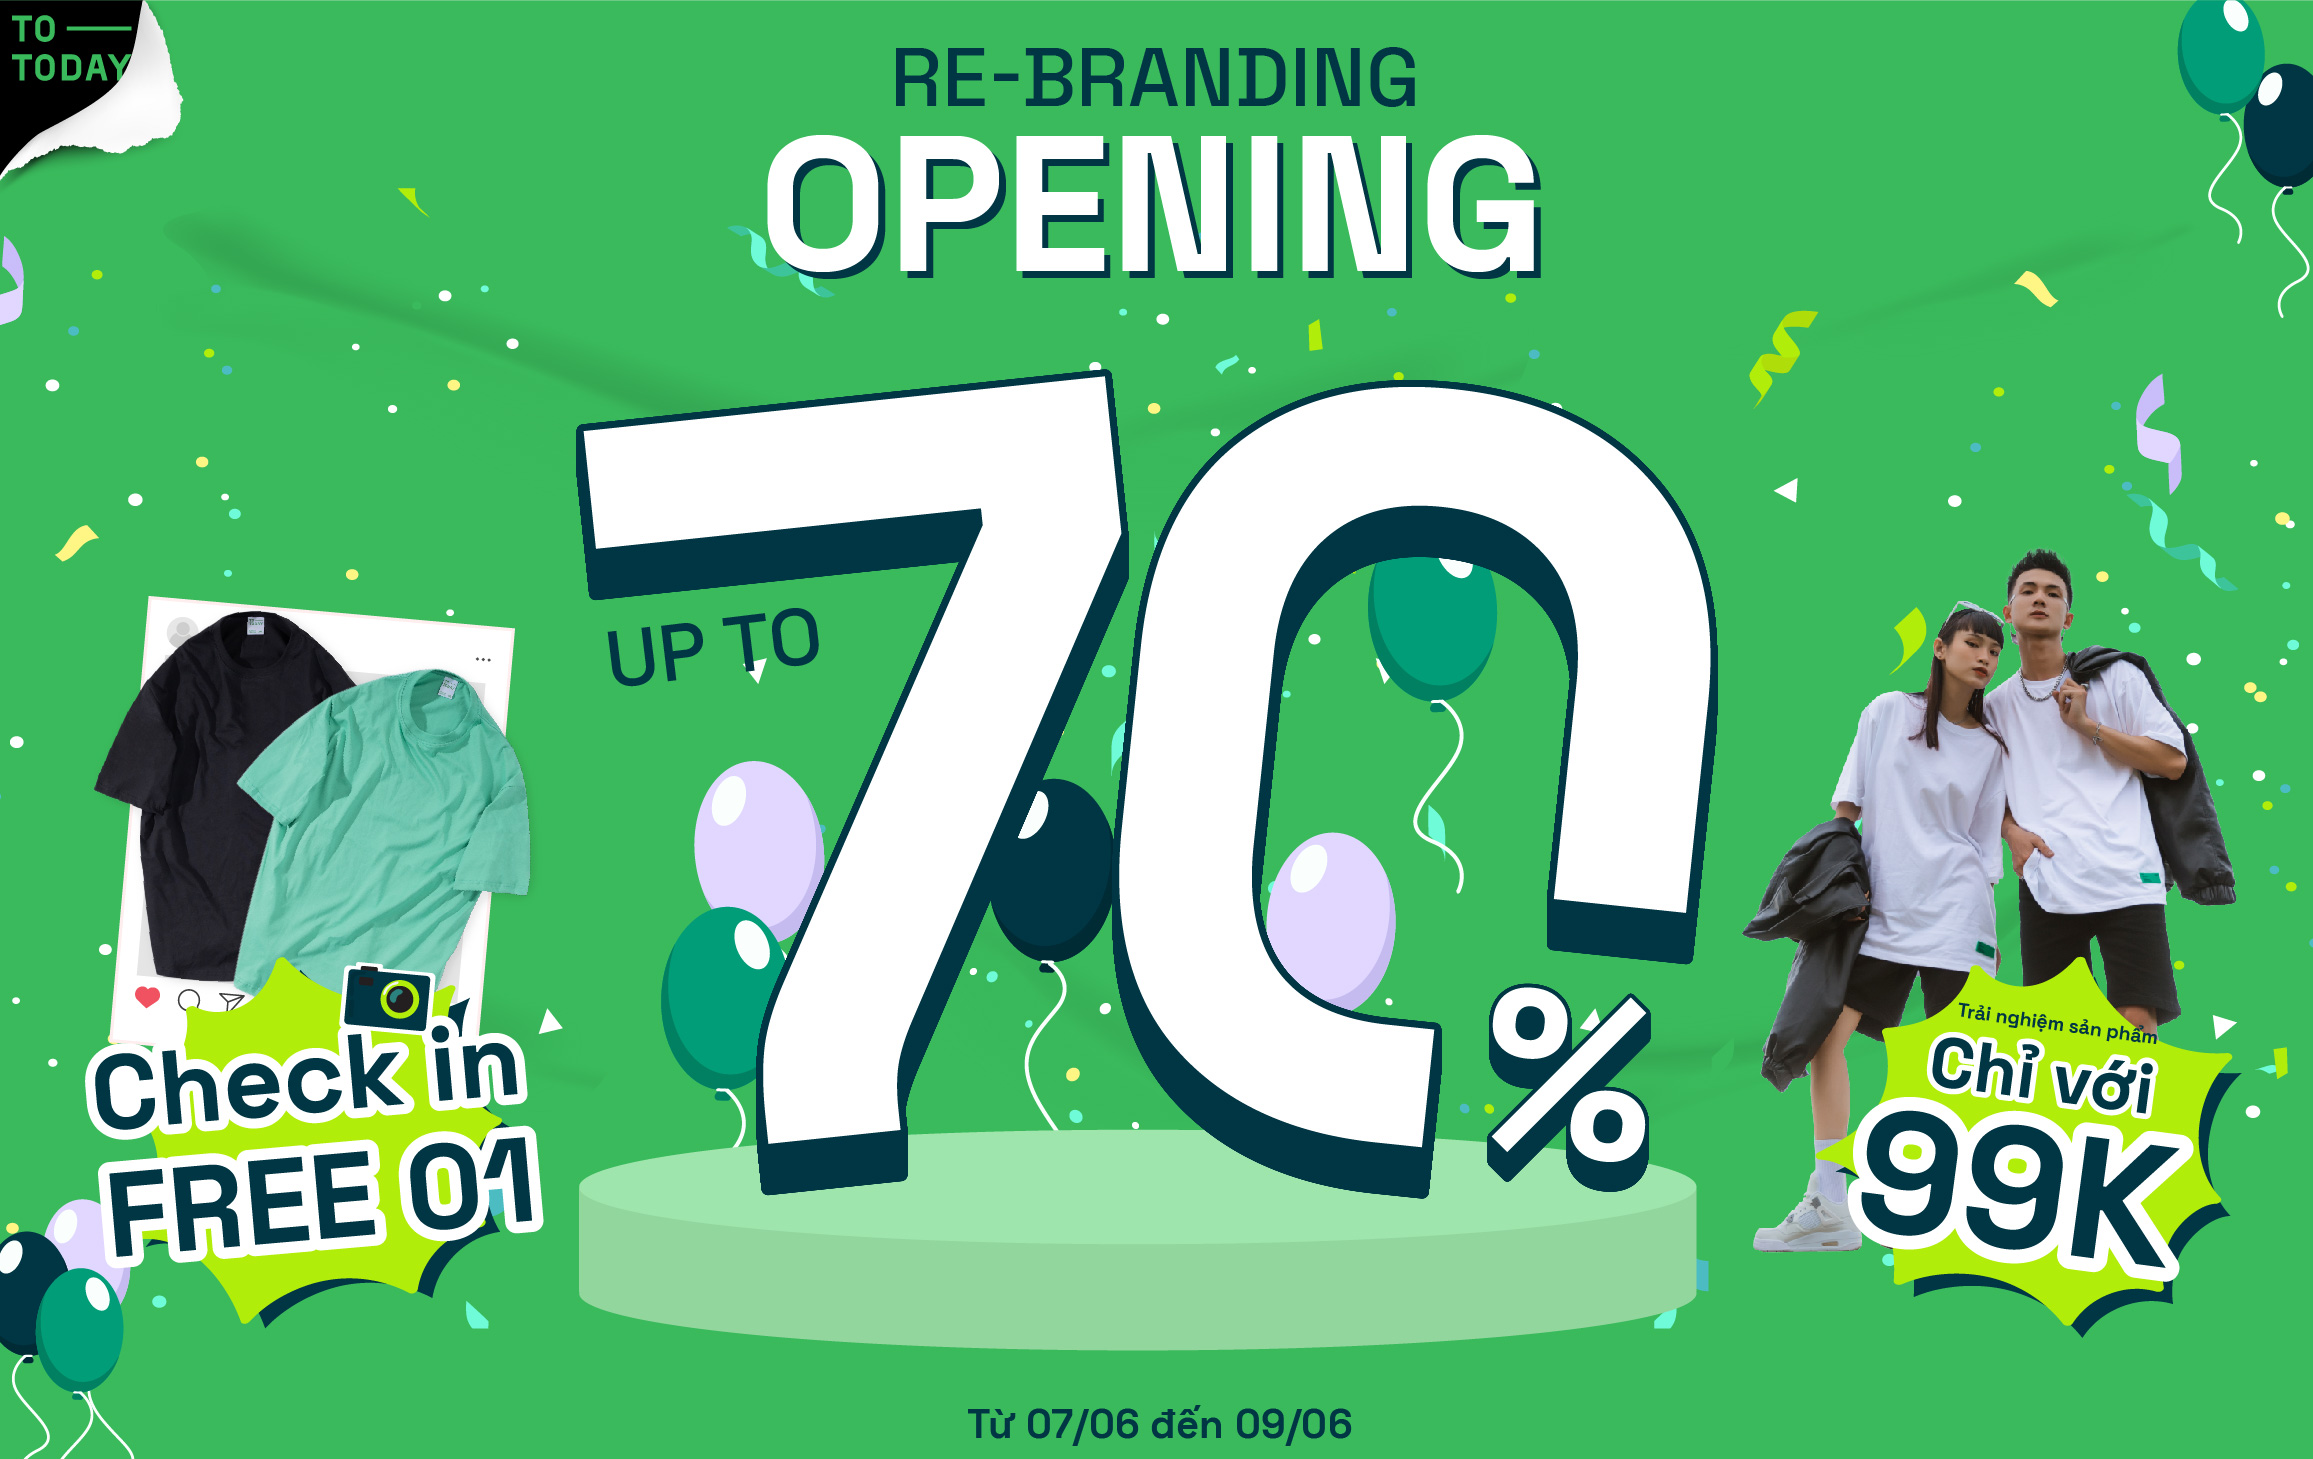 TO
TODAY
RE-BRANDING
OPENING
UP TO
70
%
Check in
FREE 01
Trải nghiệm sản phẩm
Chỉ với
99K
Từ 07/06 đến 09/06